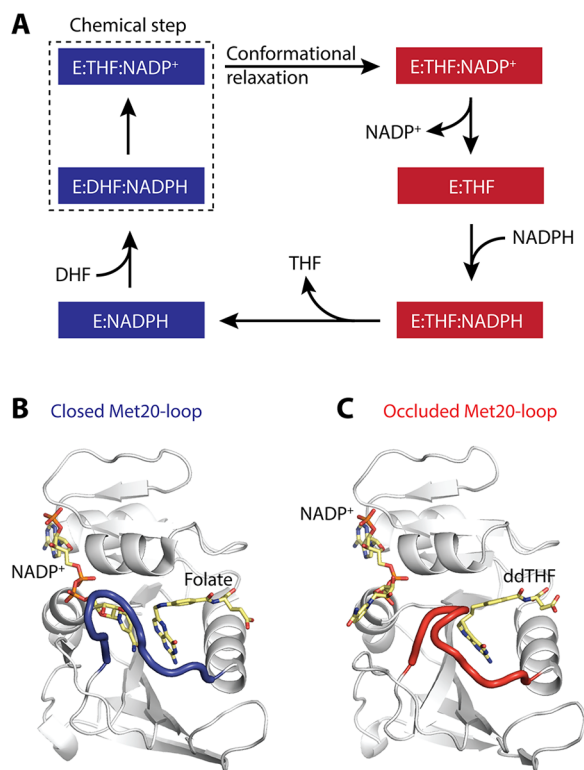 A
Chemical step
E:THF:NADP⁺
Conformational
relaxation
E:THF:NADP⁺
NADP⁺
E:DHF:NADPH
E:THF
NADPH
DHF
THF
E:NADPH
E:THF:NADPH
B Closed Met20-loop
C Occluded Met20-loop
NADP⁺
Folate
NADP⁺
ddTHF